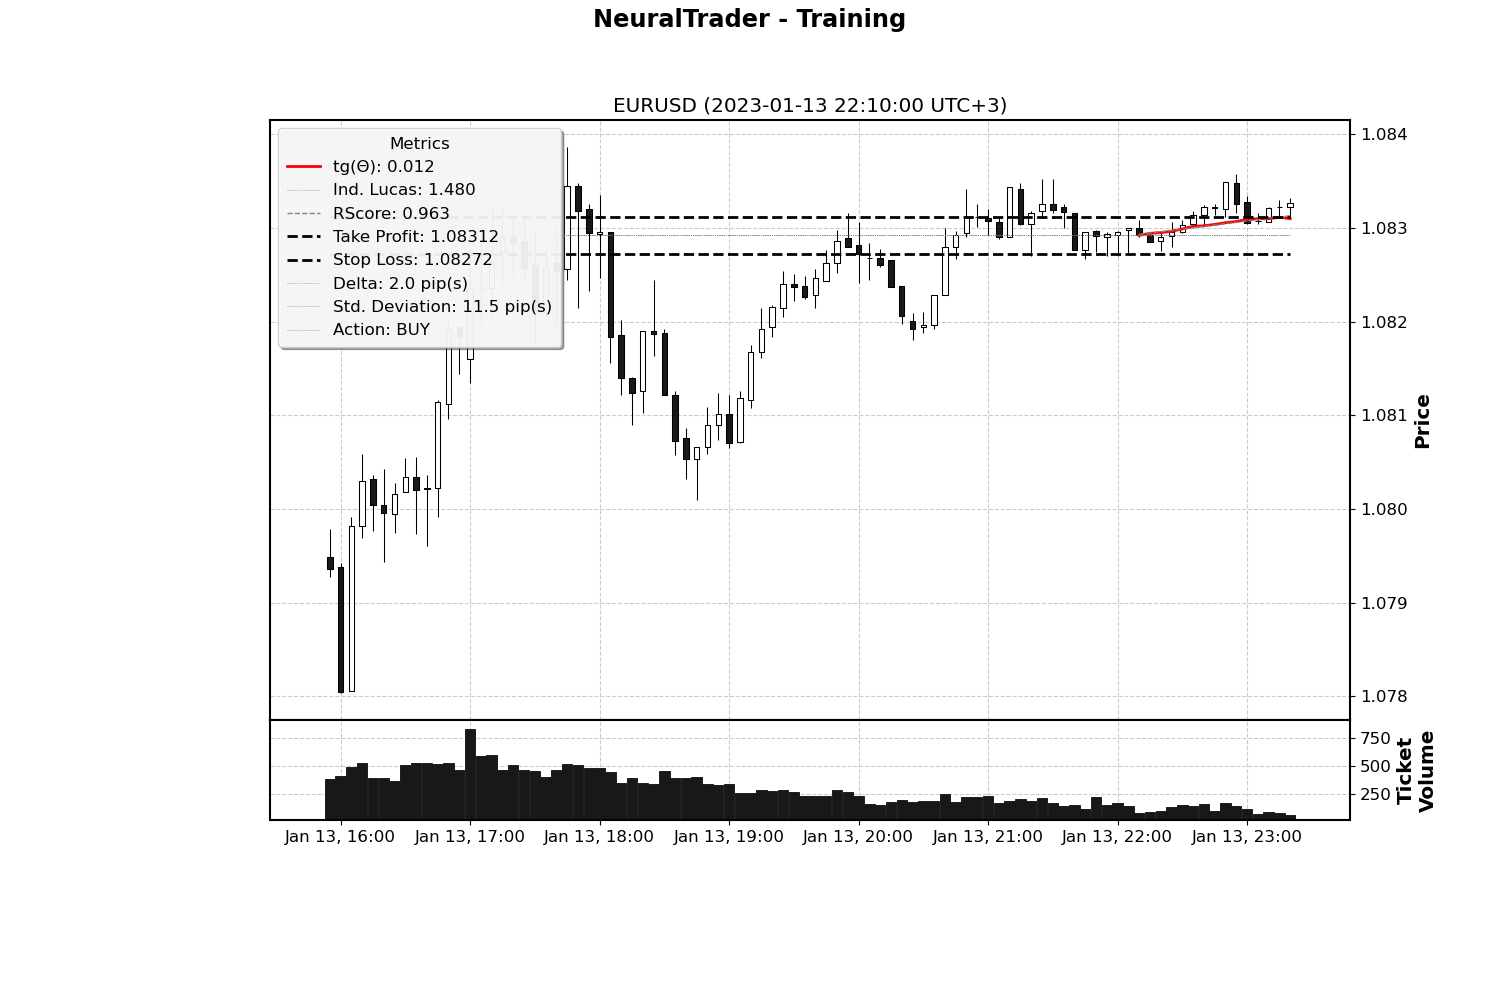 NeuralTrader - Training
EURUSD (2023-01-13 22:10:00 UTC+3)
Metrics
tg(Θ): 0.012
Ind. Lucas: 1.480
RScore: 0.963
Take Profit: 1.08312
Stop Loss: 1.08272
Delta: 2.0 pip(s)
Std. Deviation: 11.5 pip(s)
Action: BUY
1.084
1.083
1.082
1.081
1.080
1.079
1.078
Price
750
500
250
Ticket
Volume
Jan 13, 16:00 Jan 13, 17:00 Jan 13, 18:00 Jan 13, 19:00 Jan 13, 20:00 Jan 13, 21:00 Jan 13, 22:00 Jan 13, 23:00